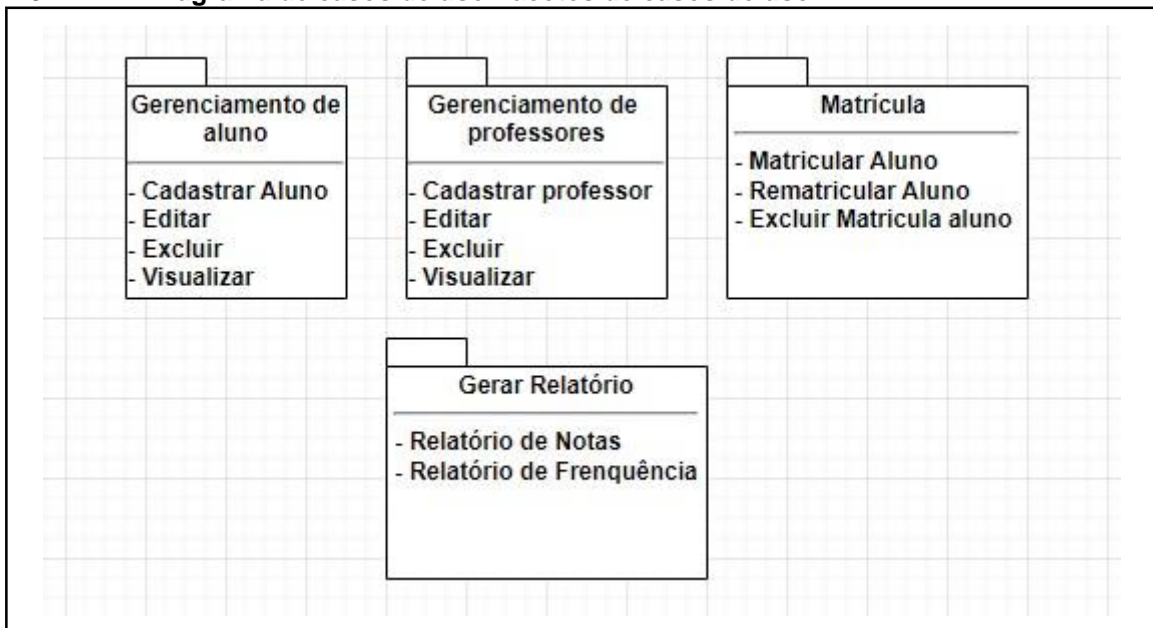 Gerenciamento de
aluno
- Cadastrar Aluno
- Editar
- Excluir
- Visualizar
Gerenciamento de
professores
- Cadastrar professor
- Editar
- Excluir
- Visualizar
Matrícula
- Matricular Aluno
- Rematricular Aluno
- Excluir Matricula aluno
Gerar Relatório
- Relatório de Notas
- Relatório de Frenquência